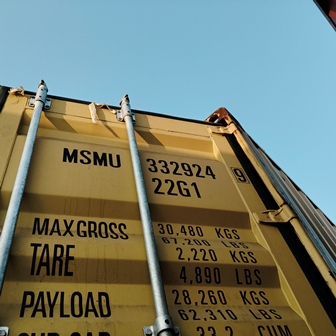 MSMU 332924 9
22G1
MAX GROSS 30,480 KGS
67,200 LBS
TARE 2,220 KGS
4,890 LBS
PAYLOAD 28,260 KGS
62,310 LBS